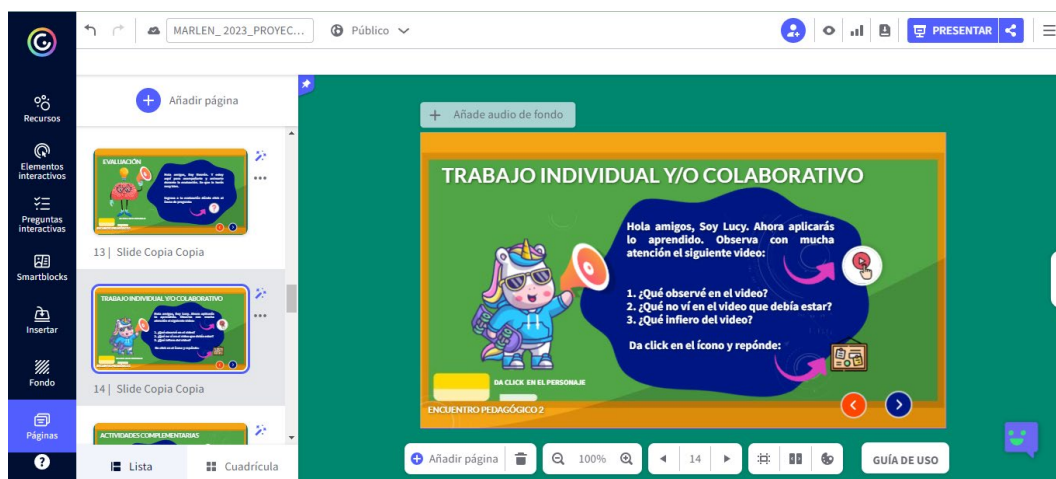 MARLEN_ 2023_PROYEC...
Público
PRESENTAR
Recursos
Elementos
interactivos
Preguntas
interactivas
Smartblocks
Insertar
Fondo
Páginas
?
Añadir página
EVALUACIÓN
13 | Slide Copia Copia
TRABAJO INDIVIDUAL Y/O COLABORATIVO
14 | Slide Copia Copia
ACTIVIDADES COMPLEMENTARIAS
Lista
Cuadrícula
Añade audio de fondo
TRABAJO INDIVIDUAL Y/O COLABORATIVO
Hola amigos, Soy Lucy. Ahora aplicarás
lo aprendido. Observa con mucha
atención el siguiente video:
1. ¿Qué observé en el video?
2. ¿Qué no ví en el video que debía estar?
3. ¿Qué infiero del video?
Da click en el ícono y repónde:
DA CLICK EN EL PERSONAJE
ENCUENTRO PEDAGÓGICO 2
Añadir página
100%
14
GUÍA DE USO